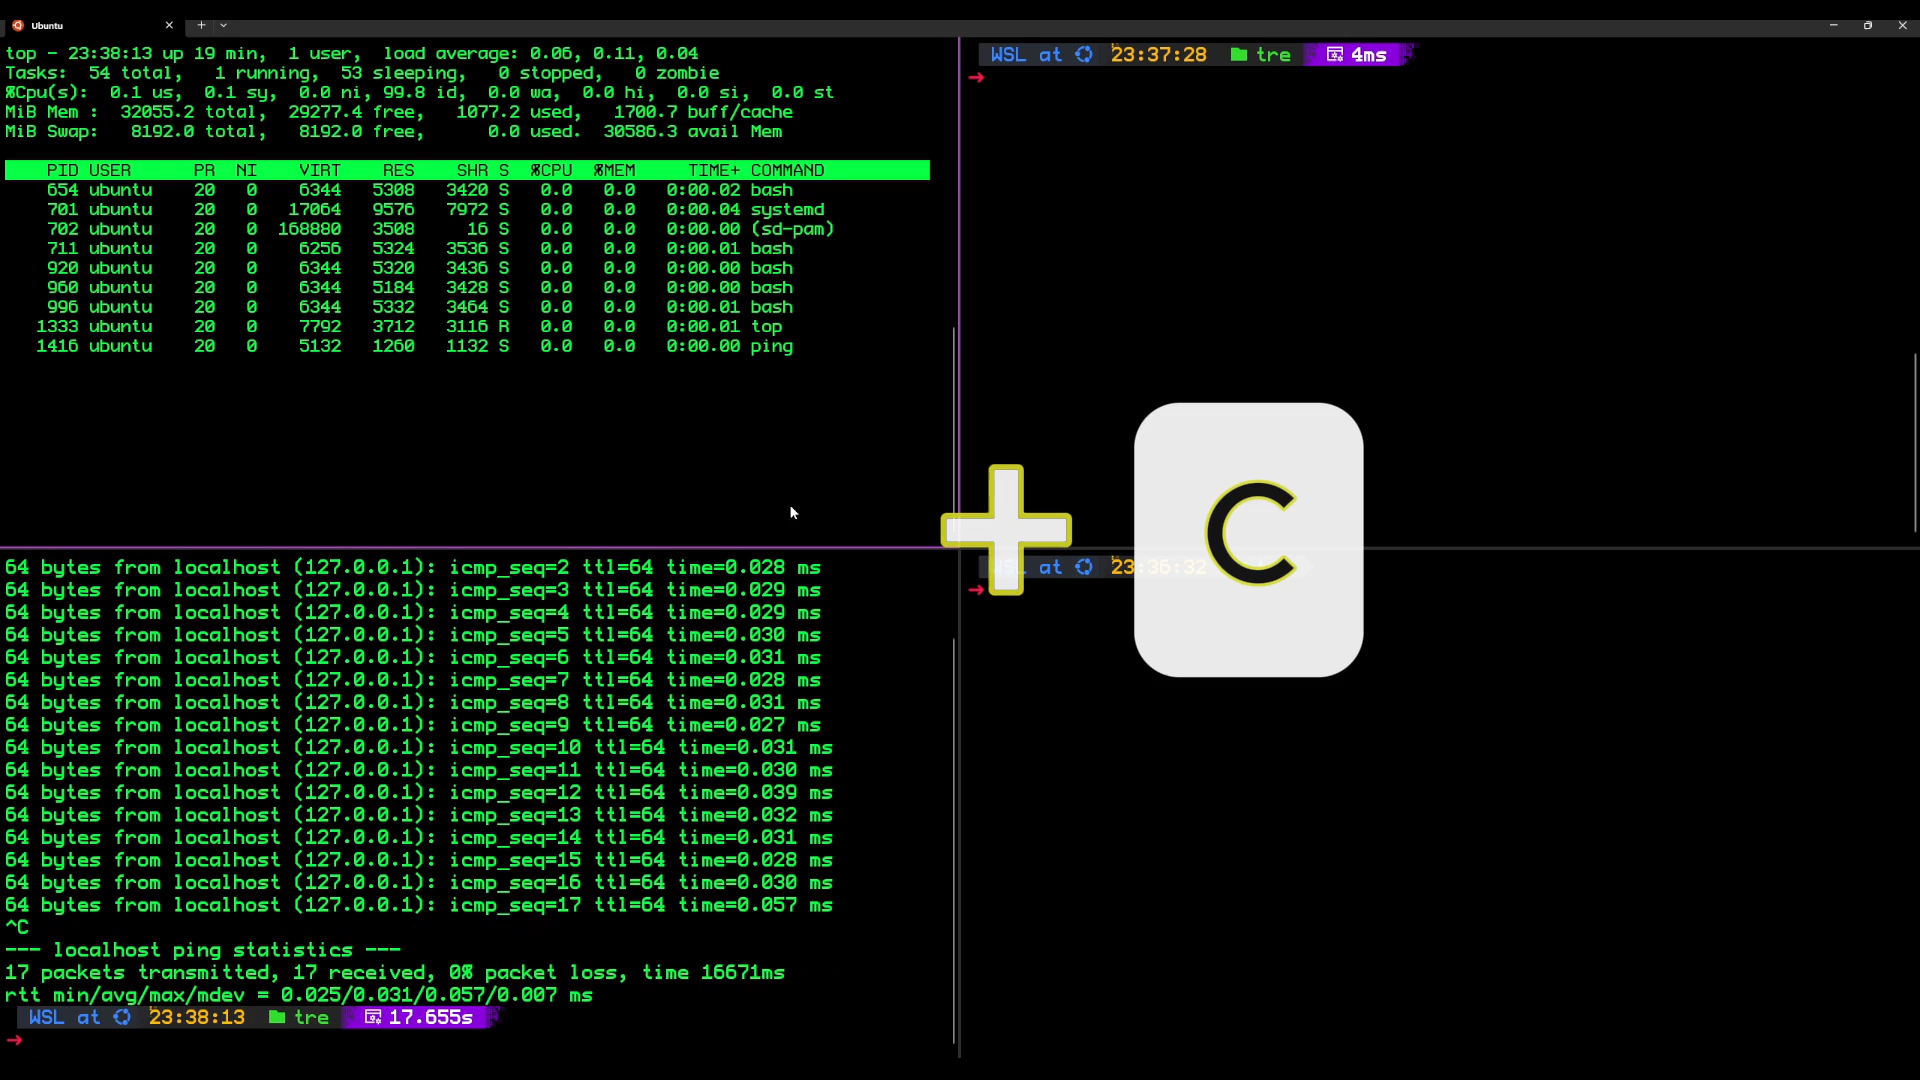 Ubuntu
top - 23:38:13 up 19 min,  1 user,  load average: 0.06, 0.11, 0.04
Tasks:  54 total,   1 running,  53 sleeping,   0 stopped,   0 zombie
%Cpu(s):  0.1 us,  0.1 sy,  0.0 ni, 99.8 id,  0.0 wa,  0.0 hi,  0.0 si,  0.0 st
MiB Mem :  32055.2 total,  29277.4 free,   1077.2 used,   1700.7 buff/cache
MiB Swap:   8192.0 total,   8192.0 free,      0.0 used.  30586.3 avail Mem
PID USER PR NI VIRT RES SHR S %CPU %MEM TIME+ COMMAND
654 ubuntu 20 0 6344 5308 3420 S 0.0 0.0 0:00.02 bash
701 ubuntu 20 0 17064 9576 7972 S 0.0 0.0 0:00.04 systemd
702 ubuntu 20 0 168880 3508 16 S 0.0 0.0 0:00.00 (sd-pam)
711 ubuntu 20 0 6256 5324 3536 S 0.0 0.0 0:00.01 bash
920 ubuntu 20 0 6344 5320 3436 S 0.0 0.0 0:00.00 bash
960 ubuntu 20 0 6344 5184 3428 S 0.0 0.0 0:00.00 bash
996 ubuntu 20 0 6344 5332 3464 S 0.0 0.0 0:00.01 bash
1333 ubuntu 20 0 7792 3712 3116 R 0.0 0.0 0:00.01 top
1416 ubuntu 20 0 5132 1260 1132 S 0.0 0.0 0:00.00 ping
WSL at 23:37:28 tre 4ms
➜
+ C
64 bytes from localhost (127.0.0.1): icmp_seq=2 ttl=64 time=0.028 ms
64 bytes from localhost (127.0.0.1): icmp_seq=3 ttl=64 time=0.029 ms
64 bytes from localhost (127.0.0.1): icmp_seq=4 ttl=64 time=0.029 ms
64 bytes from localhost (127.0.0.1): icmp_seq=5 ttl=64 time=0.030 ms
64 bytes from localhost (127.0.0.1): icmp_seq=6 ttl=64 time=0.031 ms
64 bytes from localhost (127.0.0.1): icmp_seq=7 ttl=64 time=0.028 ms
64 bytes from localhost (127.0.0.1): icmp_seq=8 ttl=64 time=0.031 ms
64 bytes from localhost (127.0.0.1): icmp_seq=9 ttl=64 time=0.027 ms
64 bytes from localhost (127.0.0.1): icmp_seq=10 ttl=64 time=0.031 ms
64 bytes from localhost (127.0.0.1): icmp_seq=11 ttl=64 time=0.030 ms
64 bytes from localhost (127.0.0.1): icmp_seq=12 ttl=64 time=0.039 ms
64 bytes from localhost (127.0.0.1): icmp_seq=13 ttl=64 time=0.032 ms
64 bytes from localhost (127.0.0.1): icmp_seq=14 ttl=64 time=0.031 ms
64 bytes from localhost (127.0.0.1): icmp_seq=15 ttl=64 time=0.028 ms
64 bytes from localhost (127.0.0.1): icmp_seq=16 ttl=64 time=0.030 ms
64 bytes from localhost (127.0.0.1): icmp_seq=17 ttl=64 time=0.057 ms
^C
--- localhost ping statistics ---
17 packets transmitted, 17 received, 0% packet loss, time 16671ms
rtt min/avg/max/mdev = 0.025/0.031/0.057/0.007 ms
WSL at 23:38:13 tre 17.655s
➜
WSL at 23:36:32
➜